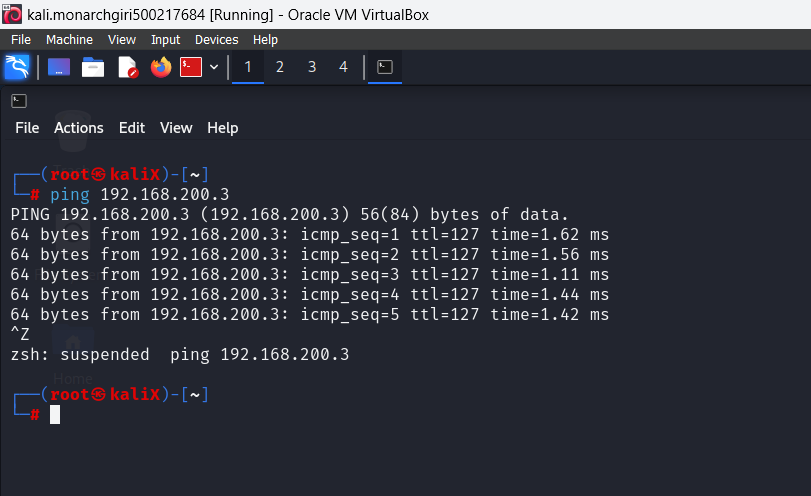 kali.monarchgiri500217684 [Running] - Oracle VM VirtualBox
File Machine View Input Devices Help
1 2 3 4
File Actions Edit View Help
┌──(root㉿kaliX)-[~]
└─# ping 192.168.200.3
PING 192.168.200.3 (192.168.200.3) 56(84) bytes of data.
64 bytes from 192.168.200.3: icmp_seq=1 ttl=127 time=1.62 ms
64 bytes from 192.168.200.3: icmp_seq=2 ttl=127 time=1.56 ms
64 bytes from 192.168.200.3: icmp_seq=3 ttl=127 time=1.11 ms
64 bytes from 192.168.200.3: icmp_seq=4 ttl=127 time=1.44 ms
64 bytes from 192.168.200.3: icmp_seq=5 ttl=127 time=1.42 ms
^Z
zsh: suspended  ping 192.168.200.3
Home
┌──(root㉿kaliX)-[~]
└─#